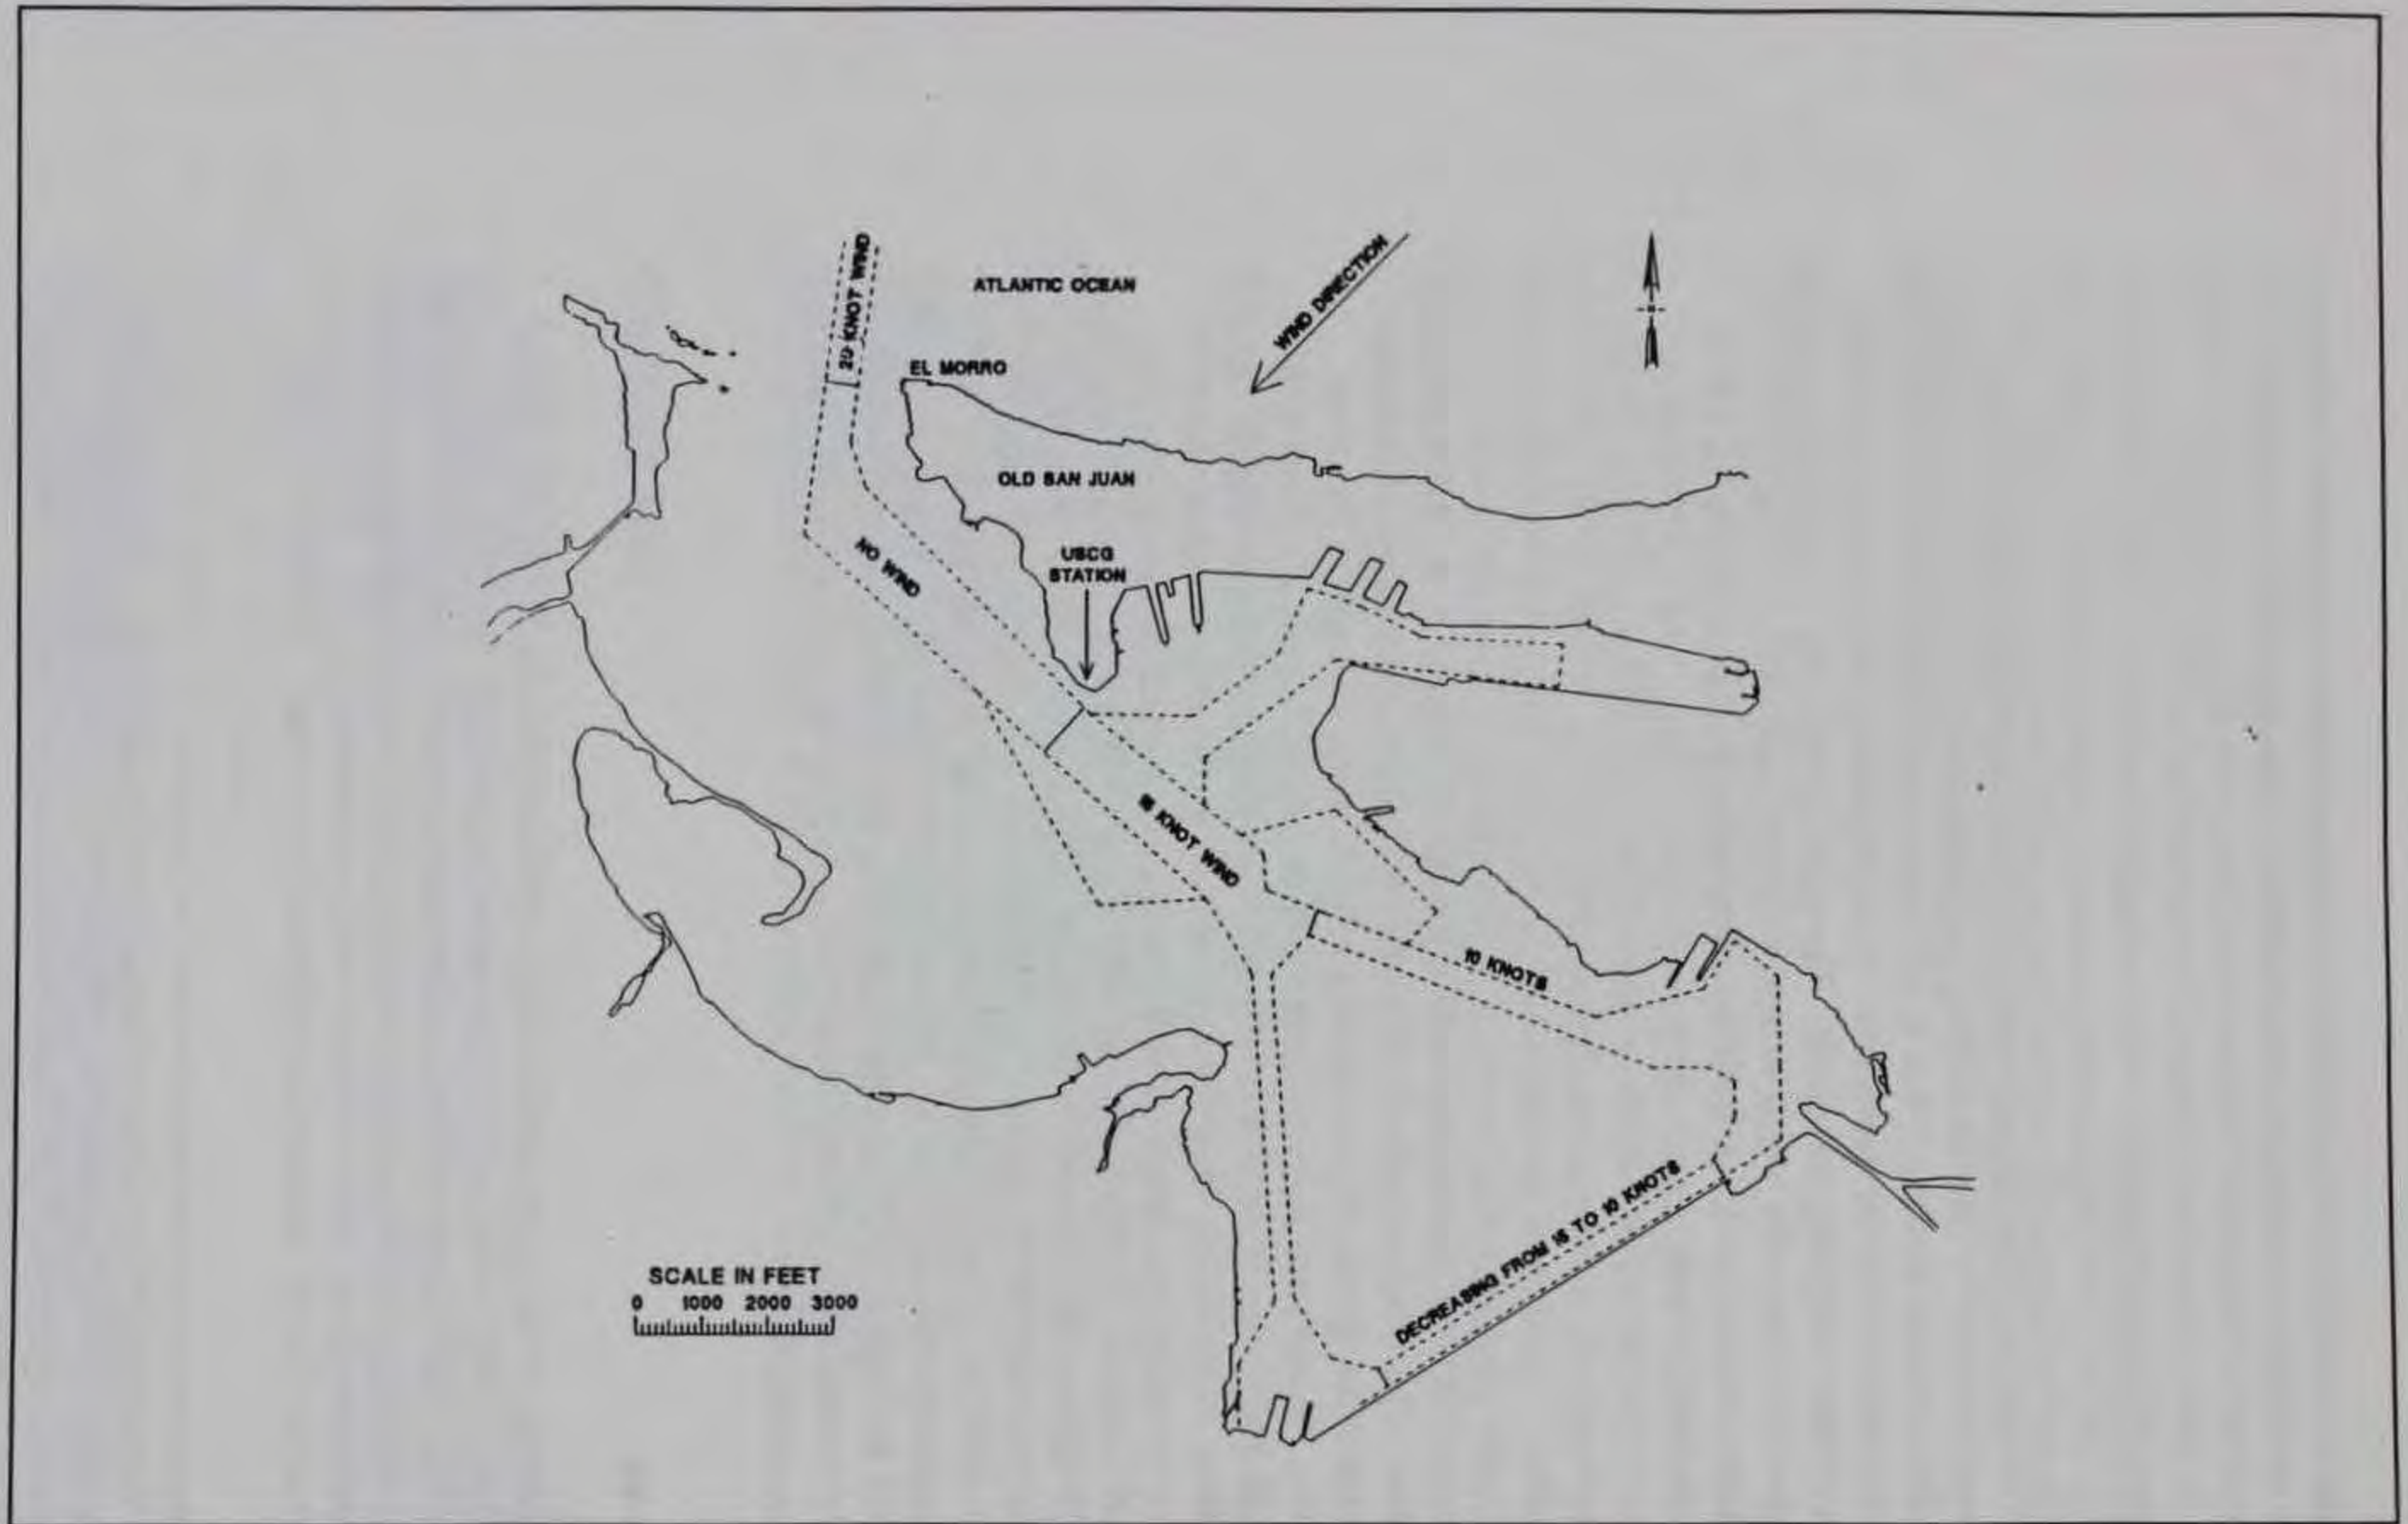 20 KNOT WIND
ATLANTIC OCEAN
WIND DIRECTION
EL MORRO
OLD SAN JUAN
NO WIND
USCG
STATION
15 KNOT WIND
10 KNOTS
DECREASING FROM 15 TO 10 KNOTS
SCALE IN FEET
0 1000 2000 3000